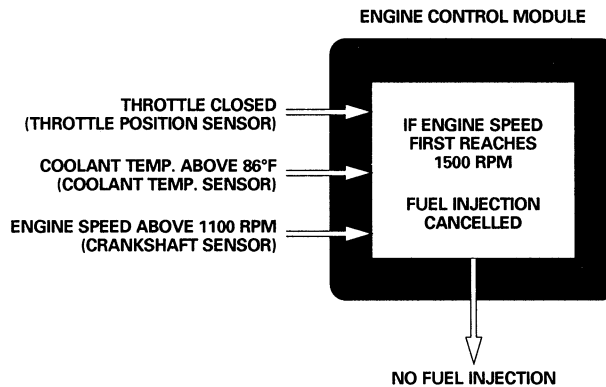 ENGINE CONTROL MODULE
THROTTLE CLOSED
(THROTTLE POSITION SENSOR)
COOLANT TEMP. ABOVE 86°F
(COOLANT TEMP. SENSOR)
ENGINE SPEED ABOVE 1100 RPM
(CRANKSHAFT SENSOR)
IF ENGINE SPEED
FIRST REACHES
1500 RPM
FUEL INJECTION
CANCELLED
NO FUEL INJECTION